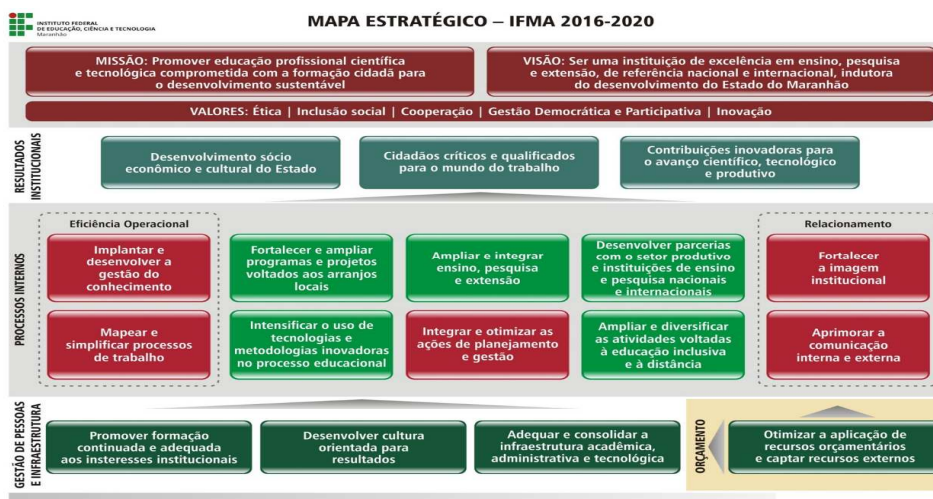 INSTITUTO FEDERAL
DE EDUCAÇÃO, CIÊNCIA E TECNOLOGIA
Maranhão
MAPA ESTRATÉGICO – IFMA 2016-2020
MISSÃO: Promover educação profissional científica
e tecnológica comprometida com a formação cidadã para
o desenvolvimento sustentável
VISÃO: Ser uma instituição de excelência em ensino, pesquisa
e extensão, de referência nacional e internacional, indutora
do desenvolvimento do Estado do Maranhão
VALORES: Ética | Inclusão social | Cooperação | Gestão Democrática e Participativa | Inovação
RESULTADOS
INSTITUCIONAIS
Desenvolvimento sócio
econômico e cultural do Estado
Cidadãos críticos e qualificados
para o mundo do trabalho
Contribuições inovadoras para
o avanço científico, tecnológico
e produtivo
PROCESSOS INTERNOS
Eficiência Operacional
Implantar e
desenvolver a
gestão do
conhecimento
Fortalecer e ampliar
programas e projetos
voltados aos arranjos
locais
Ampliar e integrar
ensino, pesquisa
e extensão
Desenvolver parcerias
com o setor produtivo
e instituições de ensino
e pesquisa nacionais
e internacionais
Relacionamento
Fortalecer
a imagem
institucional
Mapear e
simplificar processos
de trabalho
Intensificar o uso de
tecnologias e
metodologias inovadoras
no processo educacional
Integrar e otimizar as
ações de planejamento
e gestão
Ampliar e diversificar
as atividades voltadas
à educação inclusiva
e à distância
Aprimorar a
comunicação
interna e externa
GESTÃO DE PESSOAS
E INFRAESTRUTURA
Promover formação
continuada e adequada
aos insteresses institucionais
Desenvolver cultura
orientada para
resultados
Adequar e consolidar a
infraestrutura acadêmica,
administrativa e tecnológica
ORÇAMENTO
Otimizar a aplicação de
recursos orçamentários
e captar recursos externos